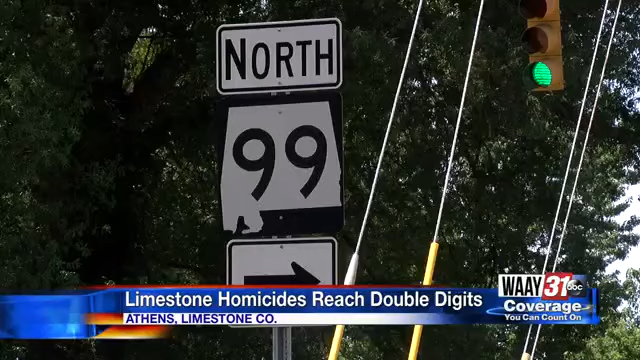 NORTH
99
Limestone Homicides Reach Double Digits
ATHENS, LIMESTONE CO.
WAAY 31 abc
Coverage
You Can Count On